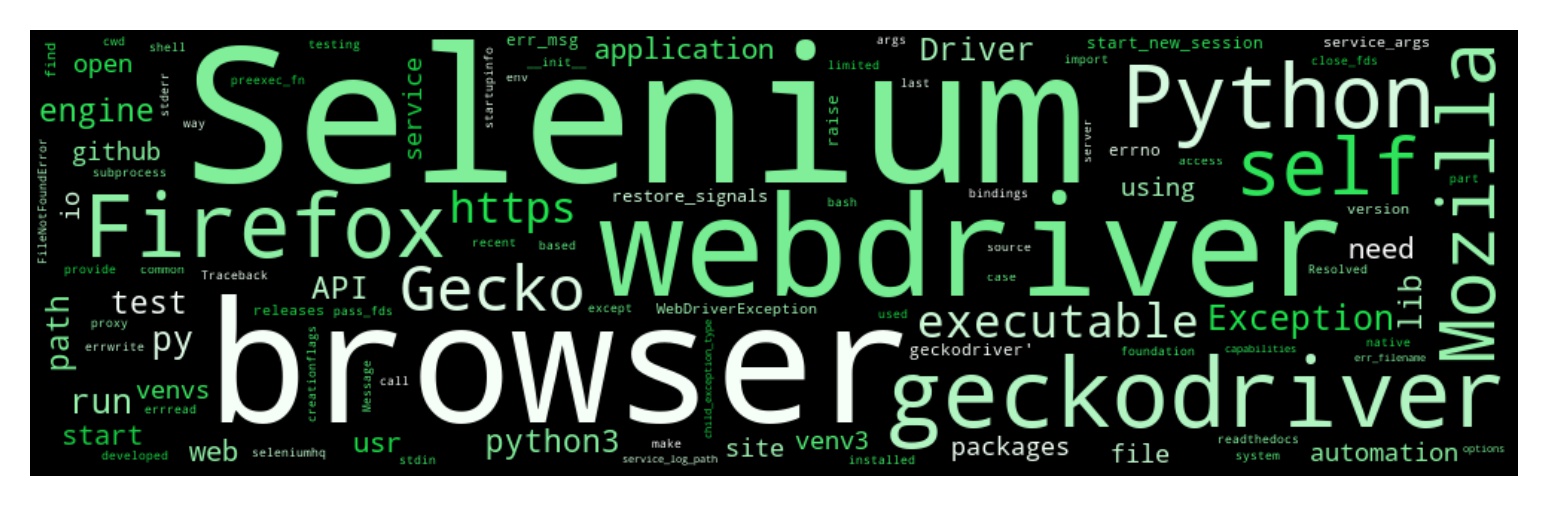 cwd
shell
testing
err_msg
application
args
Driver
start_new_session
service_args
find
open
preexec_fn
service
startupinfo
__init__
env
limited
last
import
close_fds
engine
stderr
way
Selenium
raise
server
Python
Mozilla
github
subprocess
errno
access
self
part
FileNotFoundError
io
Firefox
https
restore_signals
bash
webdriver
bindings
using
version
recent
based
source
case
need
Resolved
provide
common
Traceback
API
Gecko
except
WebDriverException
used
executable
Exception
lib
path
test
releases
pass_fds
proxy
errwrite
py
browser
creationflags
Message
call
child_exception_type
geckodriver'
foundation
capabilities
native
err_filename
geckodriver
run
venvs
errread
start
developed
web
seleniumhq
usr
stdin
python3
make
service_log_path
site
venv3
installed
packages
file
readthedocs
system
automation
options